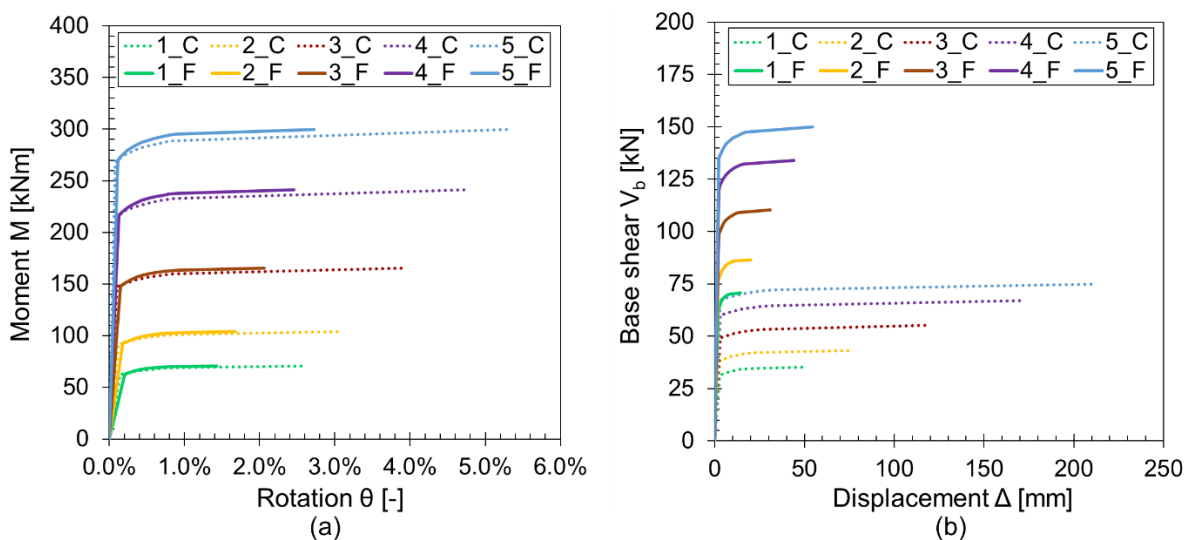 400
350
300
250
200
150
100
50
0
Moment M [kNm]
1_C 2_C 3_C 4_C 5_C
1_F 2_F 3_F 4_F 5_F
0.0% 1.0% 2.0% 3.0% 4.0% 5.0% 6.0%
Rotation θ [-]
(a)
200
175
150
125
100
75
50
25
0
Base shear V_b [kN]
1_C 2_C 3_C 4_C 5_C
1_F 2_F 3_F 4_F 5_F
0 50 100 150 200 250
Displacement Δ [mm]
(b)